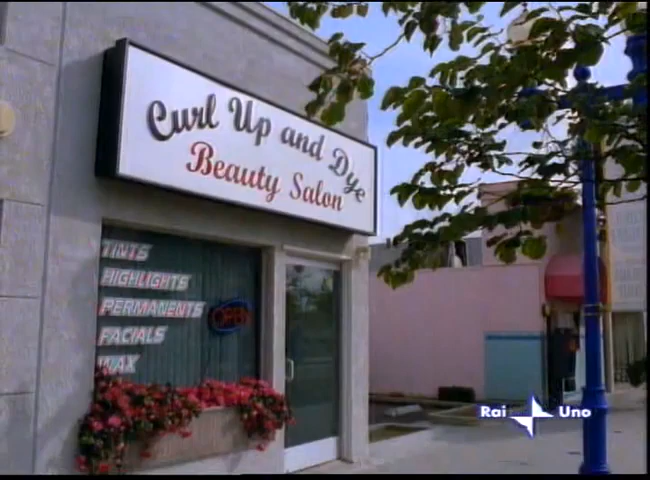 Curl Up and Dye
Beauty Salon
TINTS
HIGHLIGHTS
PERMANENTS
FACIALS
WAX
OPEN
Rai Uno